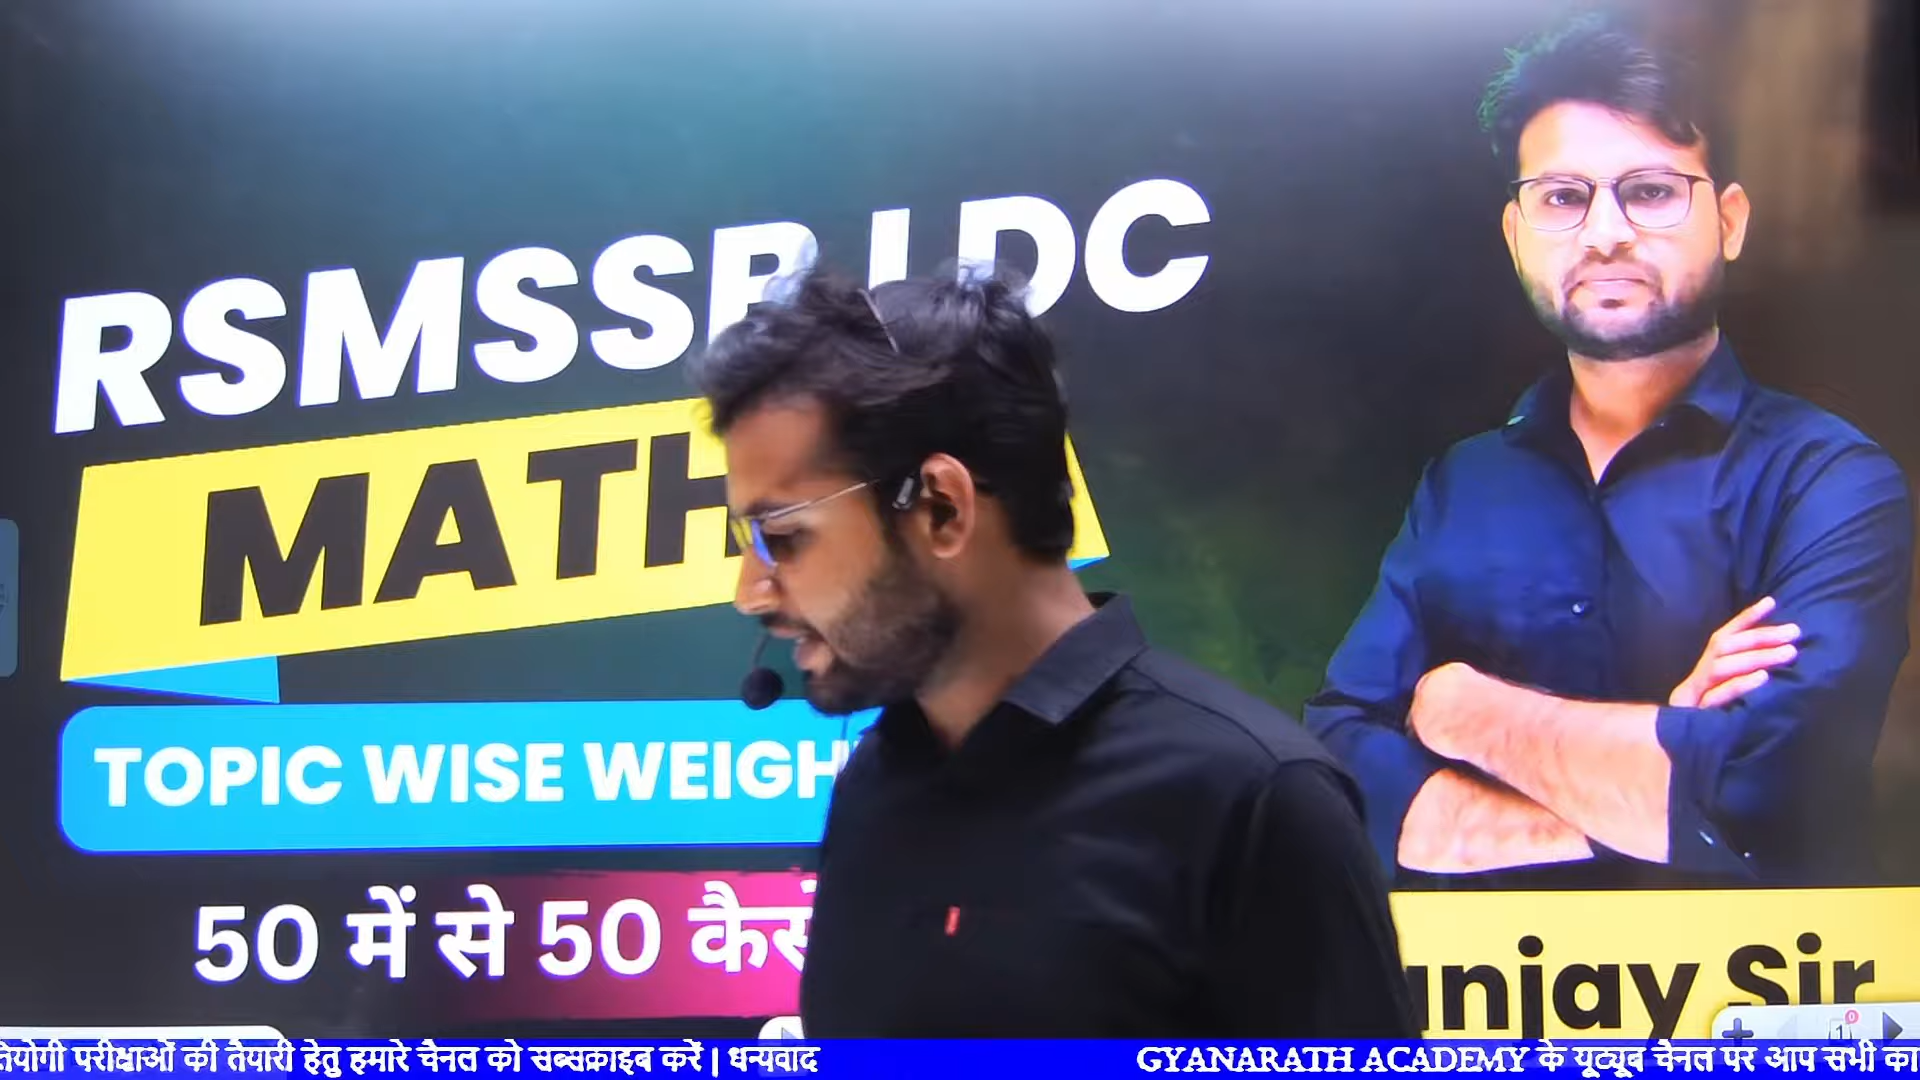 RSMSSB LDC
MATH
TOPIC WISE WEIGH
50 में से 50 कैसे
njay Sir
तियोगी परीक्षाओं की तैयारी हेतु हमारे चैनल को सब्सक्राइब करें | धन्यवाद
GYANARATH ACADEMY के यूट्यूब चैनल पर आप सभी का